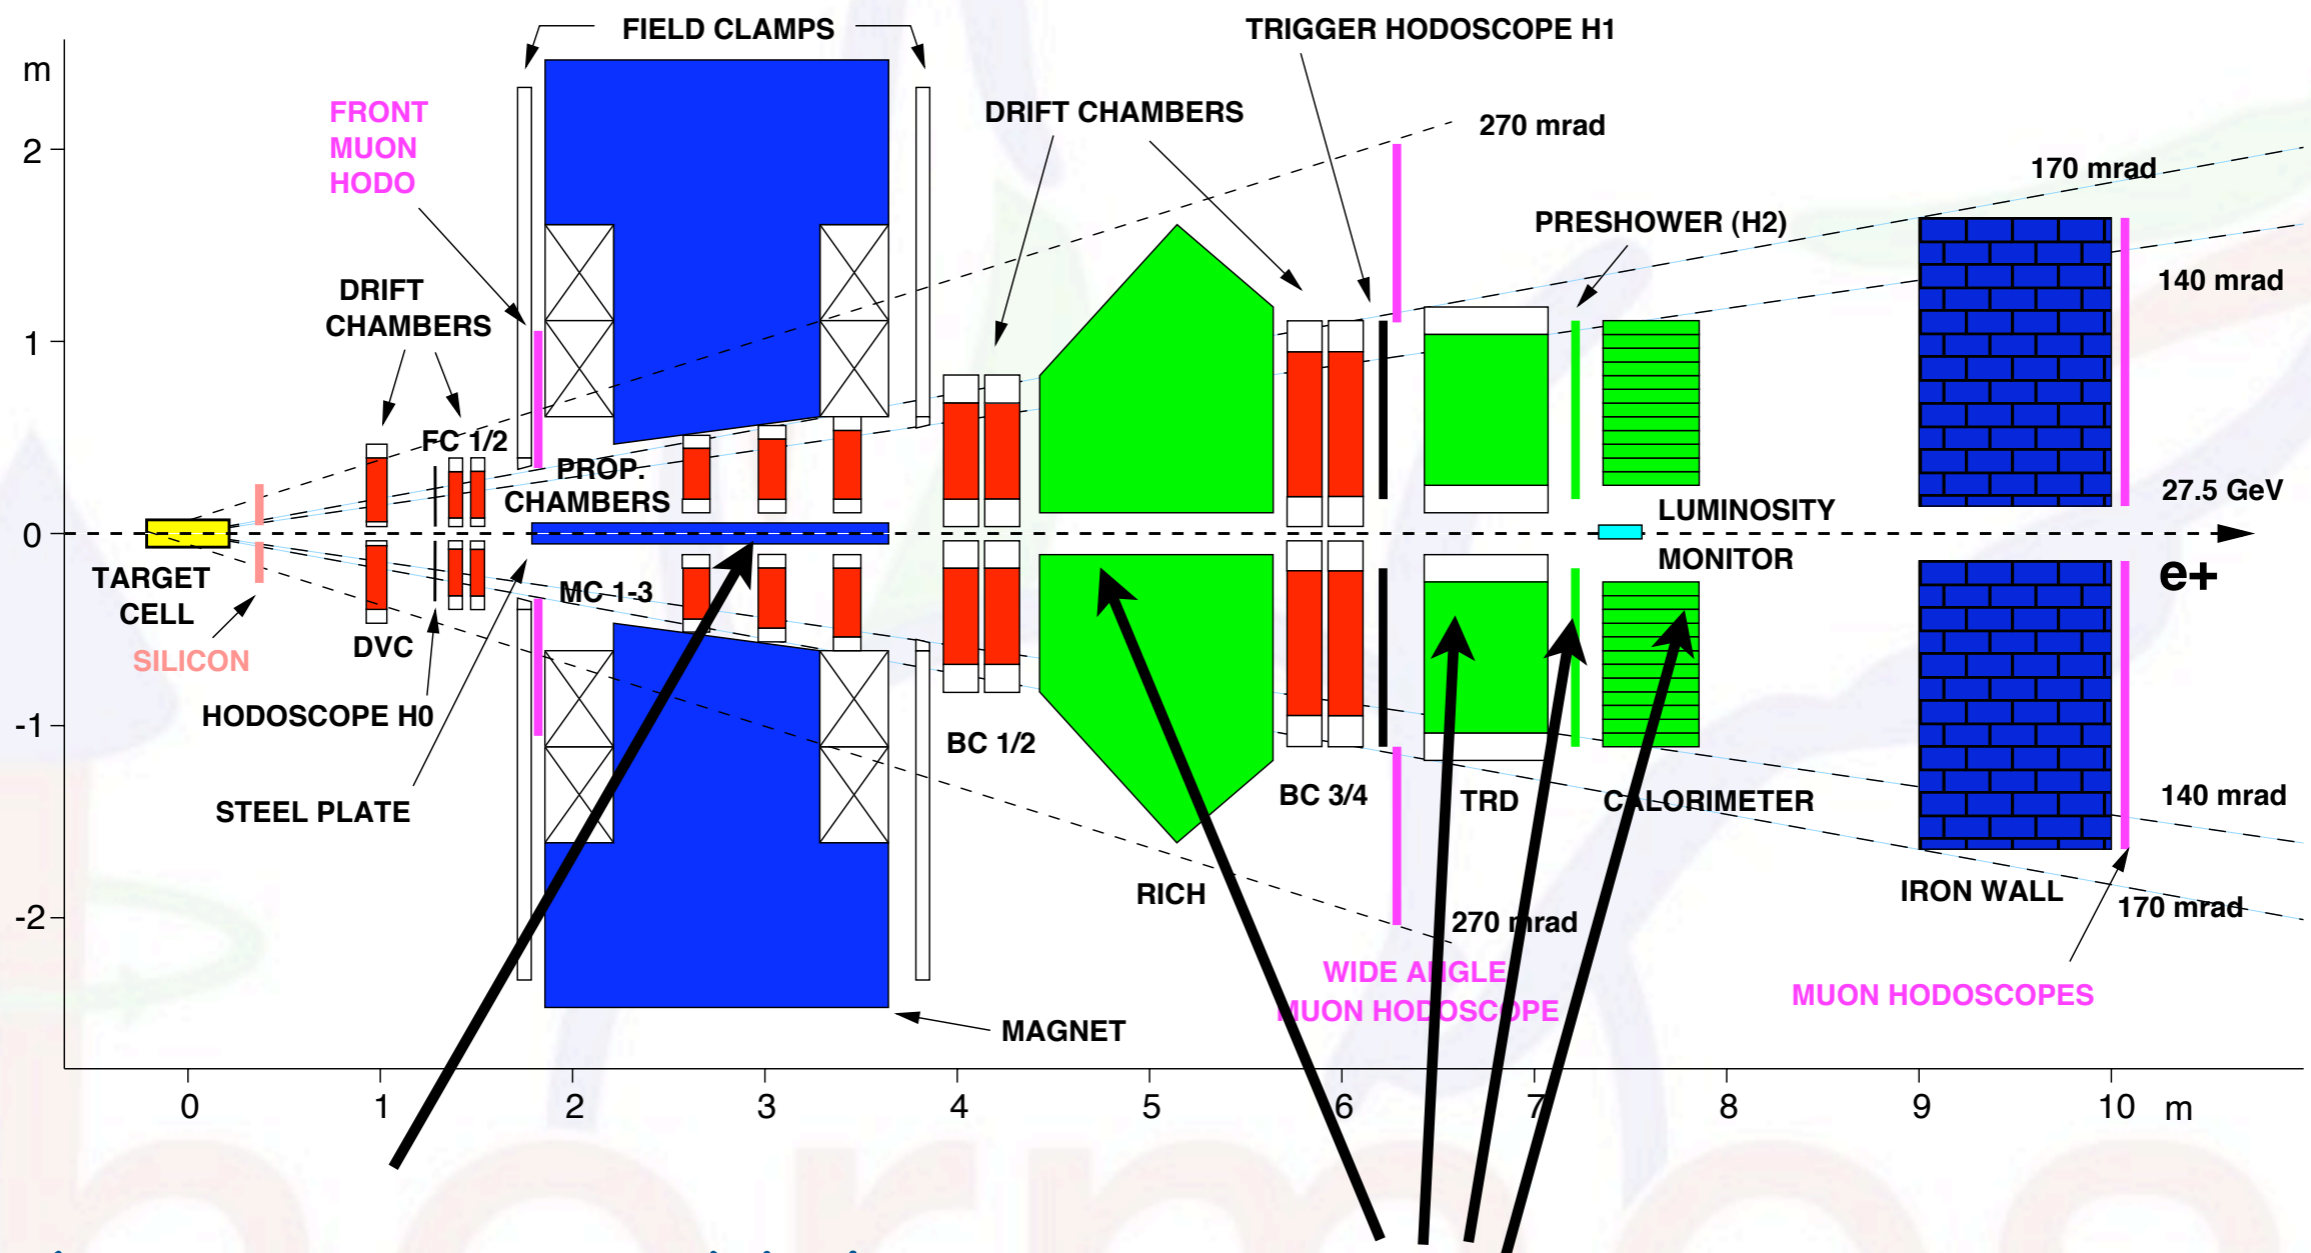 FIELD CLAMPS
TRIGGER HODOSCOPE H1
m
FRONT
MUON
HODO
DRIFT CHAMBERS
270 mrad
2
170 mrad
PRESHOWER (H2)
140 mrad
DRIFT
CHAMBERS
1
FC 1/2
PROP.
CHAMBERS
27.5 GeV
LUMINOSITY
0
MONITOR
e+
TARGET
CELL
MC 1-3
DVC
SILICON
HODOSCOPE H0
-1
BC 1/2
BC 3/4
TRD
CALORIMETER
140 mrad
STEEL PLATE
RICH
IRON WALL
170 mrad
-2
270 mrad
WIDE ANGLE
MUON HODOSCOPE
MUON HODOSCOPES
MAGNET
0 1 2 3 4 5 6 7 8 9 10 m